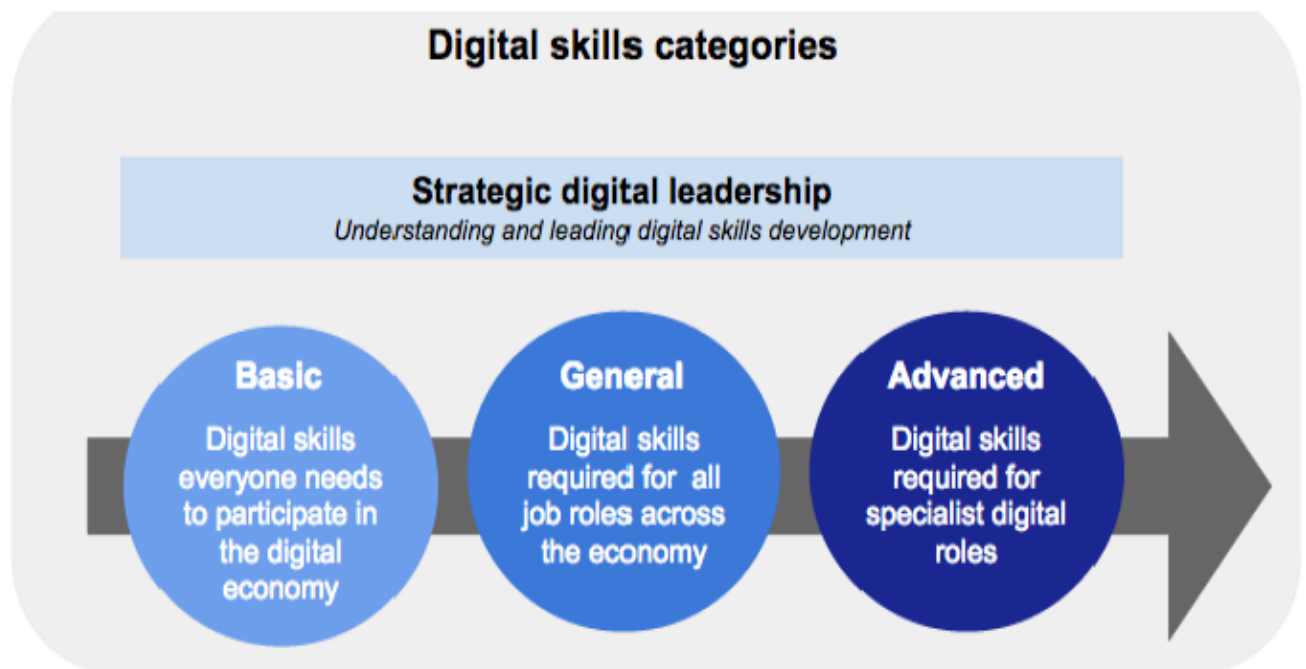 Digital skills categories
Strategic digital leadership
Understanding and leading digital skills development
Basic
Digital skills
everyone needs
to participate in
the digital
economy
General
Digital skills
required for all
job roles across
the economy
Advanced
Digital skills
required for
specialist digital
roles